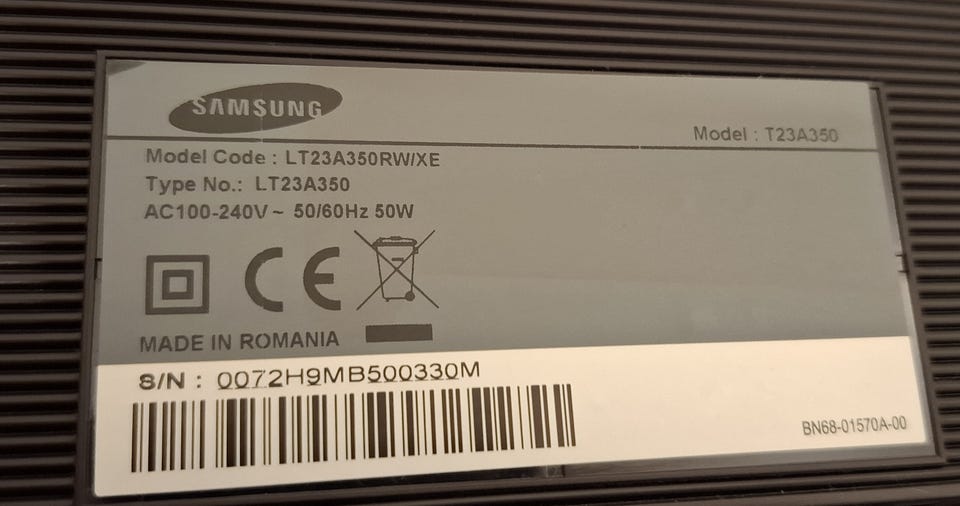 SAMSUNG
Model : T23A350
Model Code : LT23A350RW/XE
Type No.: LT23A350
AC100-240V~ 50/60Hz 50W
CE
MADE IN ROMANIA
S/N : 0072H9MB500330M
BN68-01570A-00